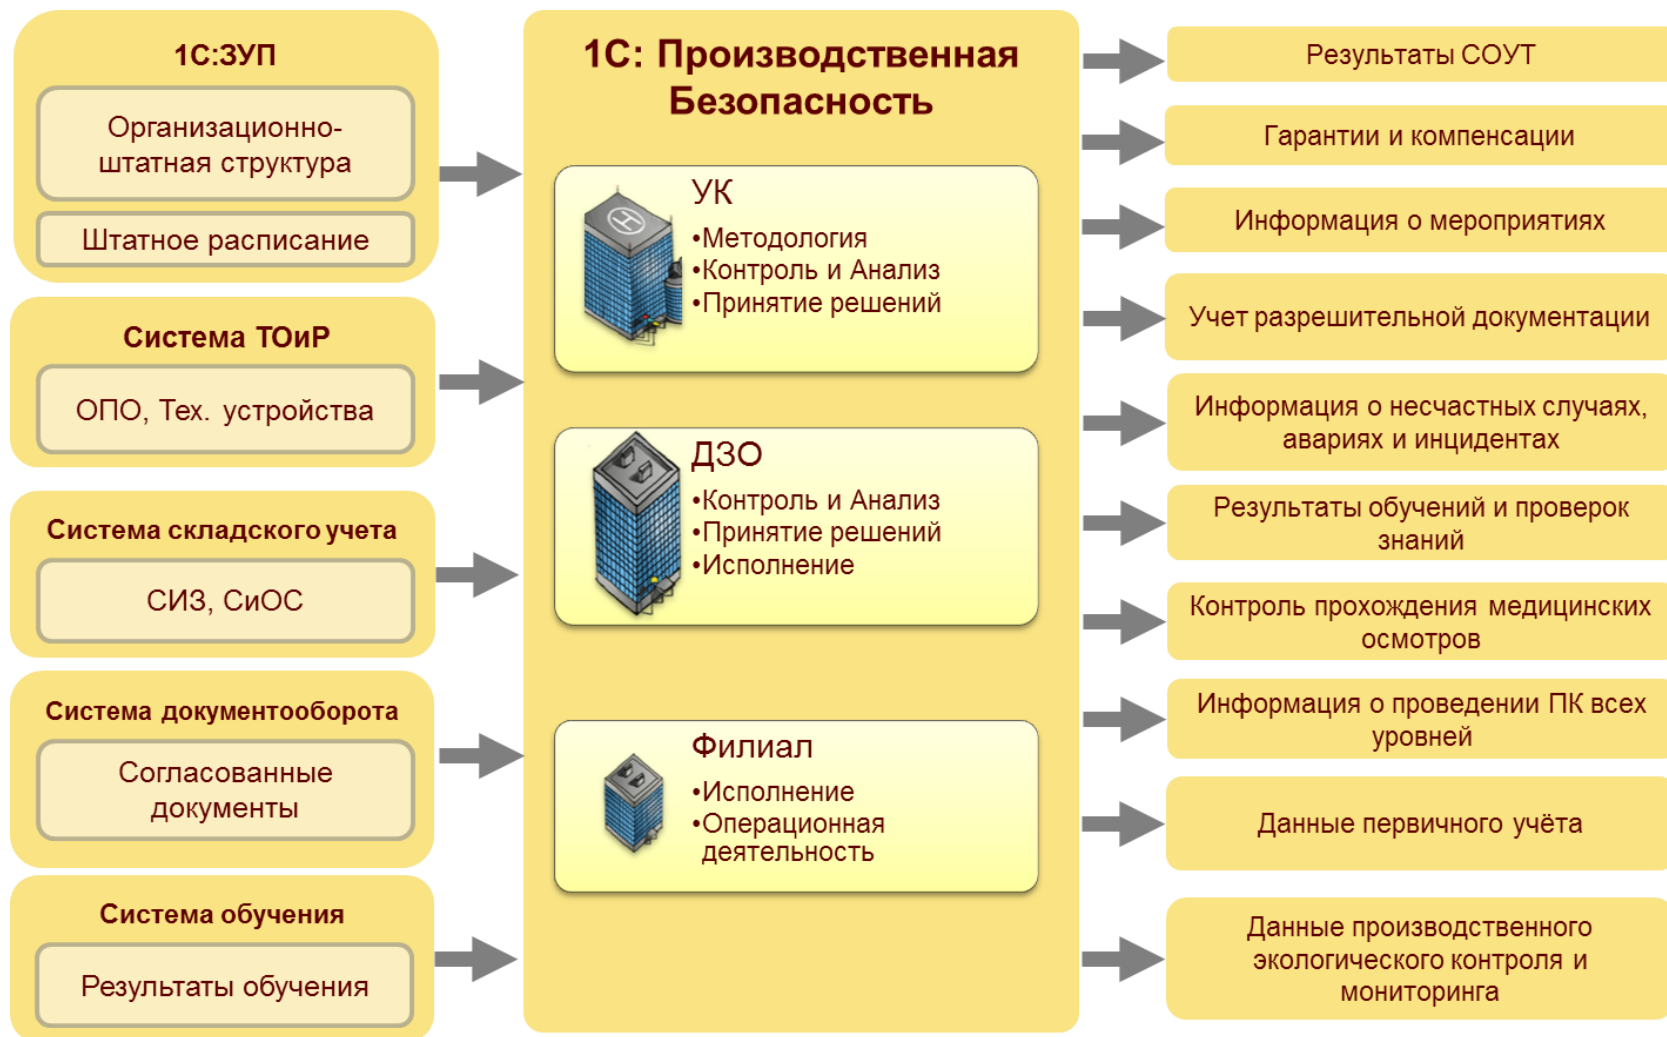 1С:ЗУП
Организационно-
штатная структура
Штатное расписание
Система ТОиР
ОПО, Тех. устройства
Система складского учета
СИЗ, СиОС
Система документооборота
Согласованные
документы
Система обучения
Результаты обучения
1С: Производственная
Безопасность
УК
•Методология
•Контроль и Анализ
•Принятие решений
ДЗО
•Контроль и Анализ
•Принятие решений
•Исполнение
Филиал
•Исполнение
•Операционная
деятельность
Результаты СОУТ
Гарантии и компенсации
Информация о мероприятиях
Учет разрешительной документации
Информация о несчастных случаях,
авариях и инцидентах
Результаты обучений и проверок
знаний
Контроль прохождения медицинских
осмотров
Информация о проведении ПК всех
уровней
Данные первичного учёта
Данные производственного
экологического контроля и
мониторинга